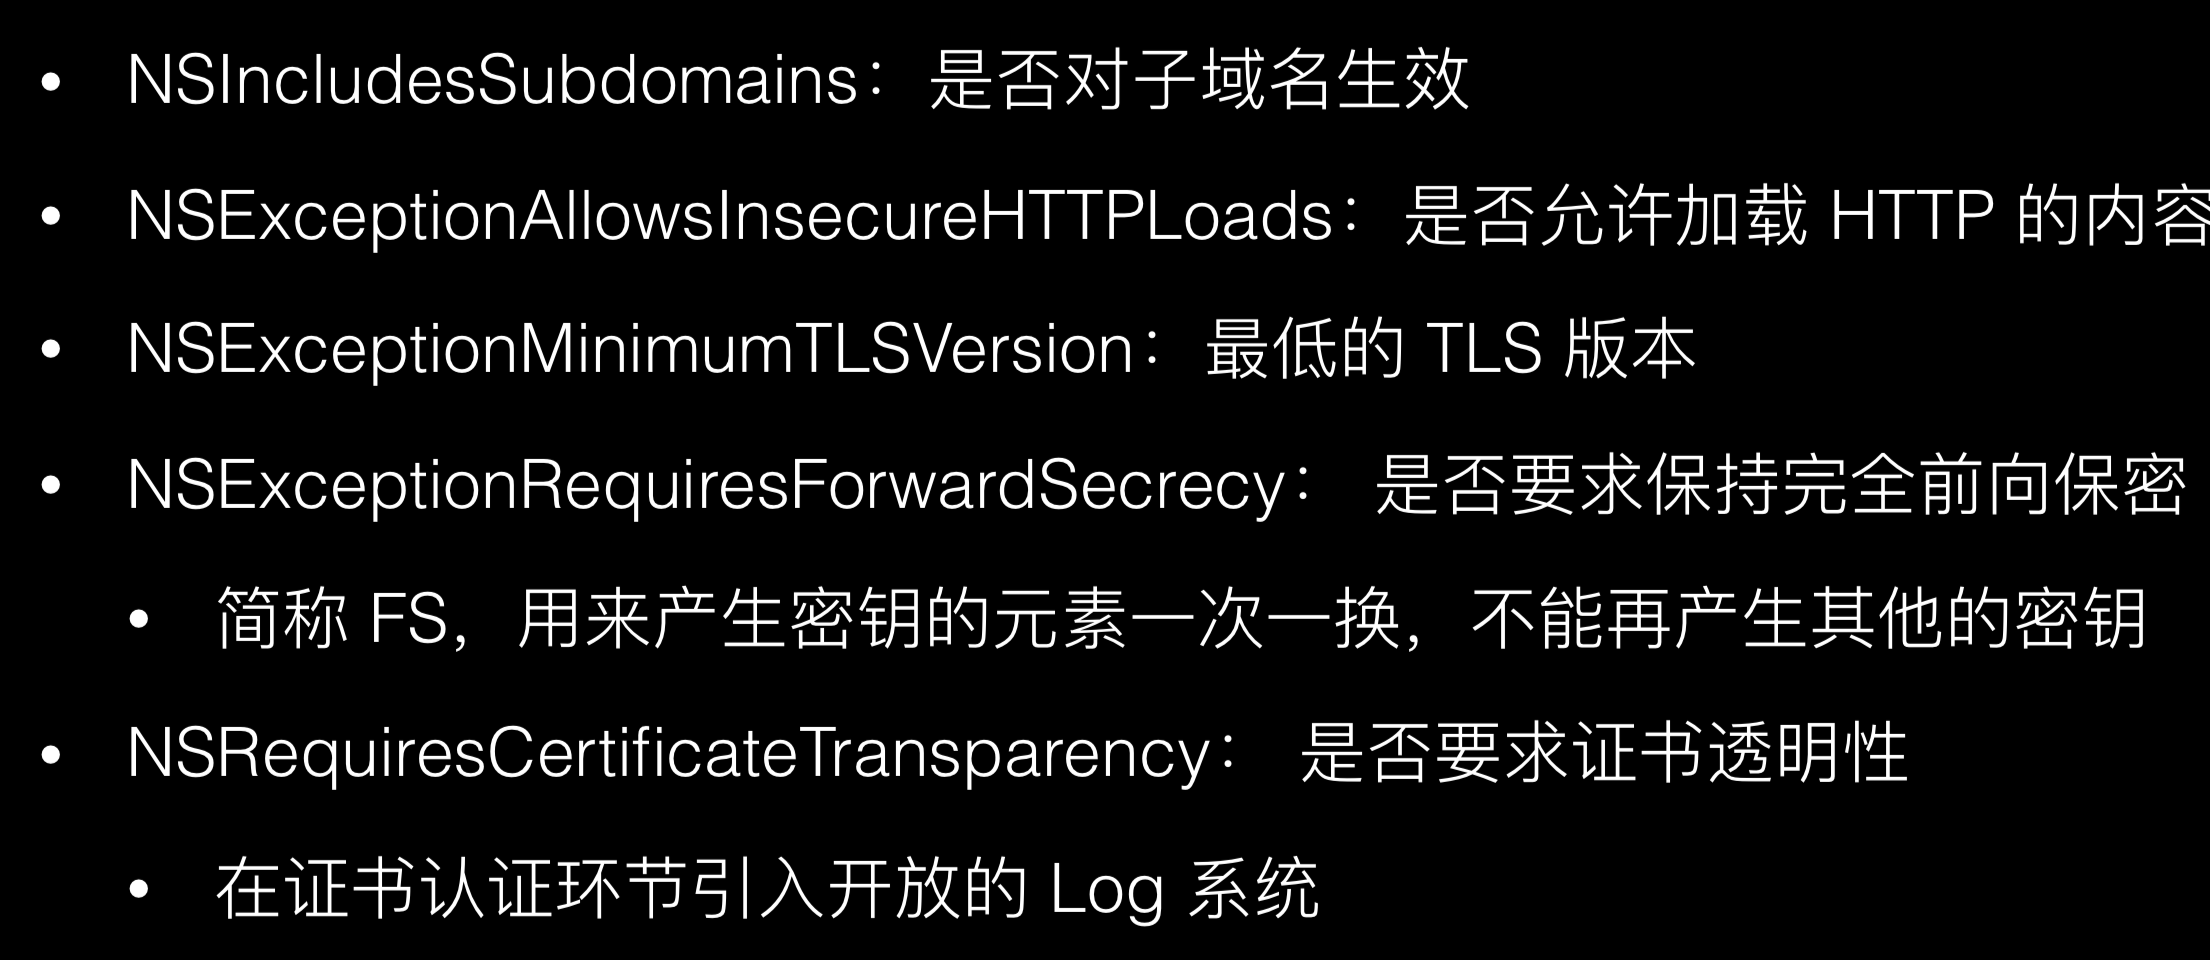 • NSIncludesSubdomains：是否对子域名生效
• NSExceptionAllowsInsecureHTTPLoads：是否允许加载 HTTP 的内容
• NSExceptionMinimumTLSVersion：最低的 TLS 版本
• NSExceptionRequiresForwardSecrecy： 是否要求保持完全前向保密
• 简称 FS，用来产生密钥的元素一次一换，不能再产生其他的密钥
• NSRequiresCertificateTransparency： 是否要求证书透明性
• 在证书认证环节引入开放的 Log 系统